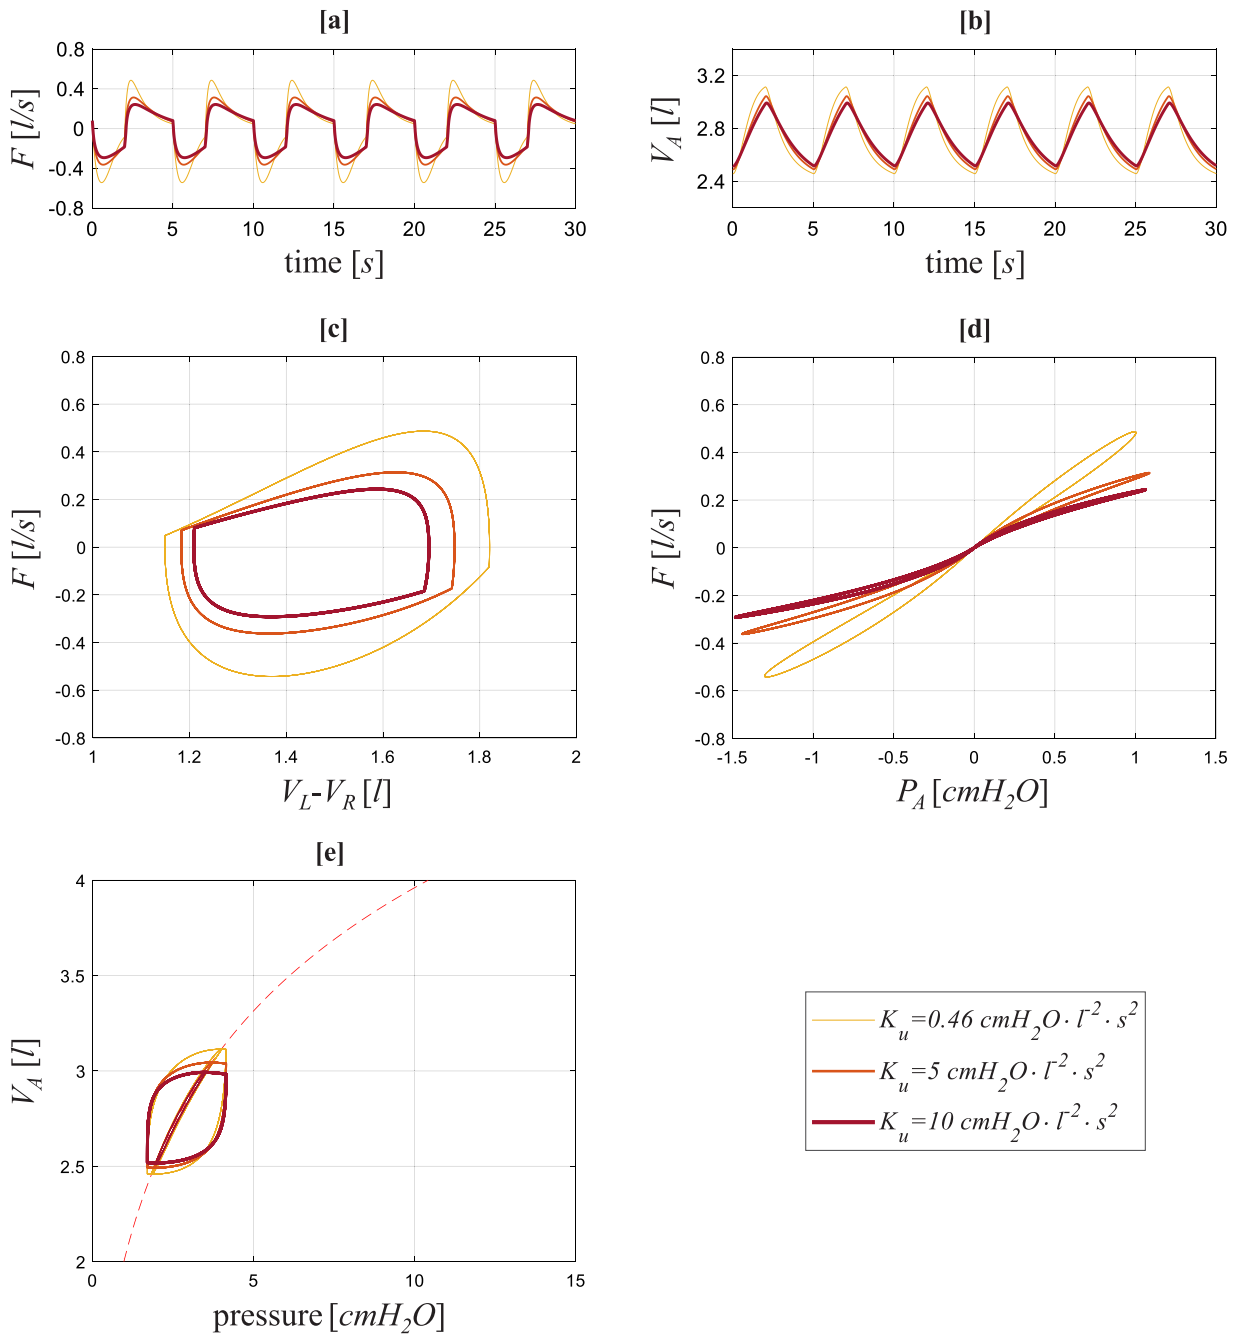 [a]
0.8
0.4
0
-0.4
-0.8
F [l/s]
0 5 10 15 20 25 30
time [s]
[b]
3.2
2.8
2.4
V_A [l]
0 5 10 15 20 25 30
time [s]
[c]
0.8
0.6
0.4
0.2
0
-0.2
-0.4
-0.6
-0.8
F [l/s]
1 1.2 1.4 1.6 1.8 2
V_L-V_R [l]
[d]
0.8
0.6
0.4
0.2
0
-0.2
-0.4
-0.6
-0.8
F [l/s]
-1.5 -1 -0.5 0 0.5 1 1.5
P_A [cmH_2O]
[e]
4
3.5
3
2.5
2
V_A [l]
0 5 10 15
pressure [cmH_2O]
K_u=0.46 cmH_2O· l^-2· s^2
K_u=5 cmH_2O· l^-2· s^2
K_u=10 cmH_2O· l^-2· s^2